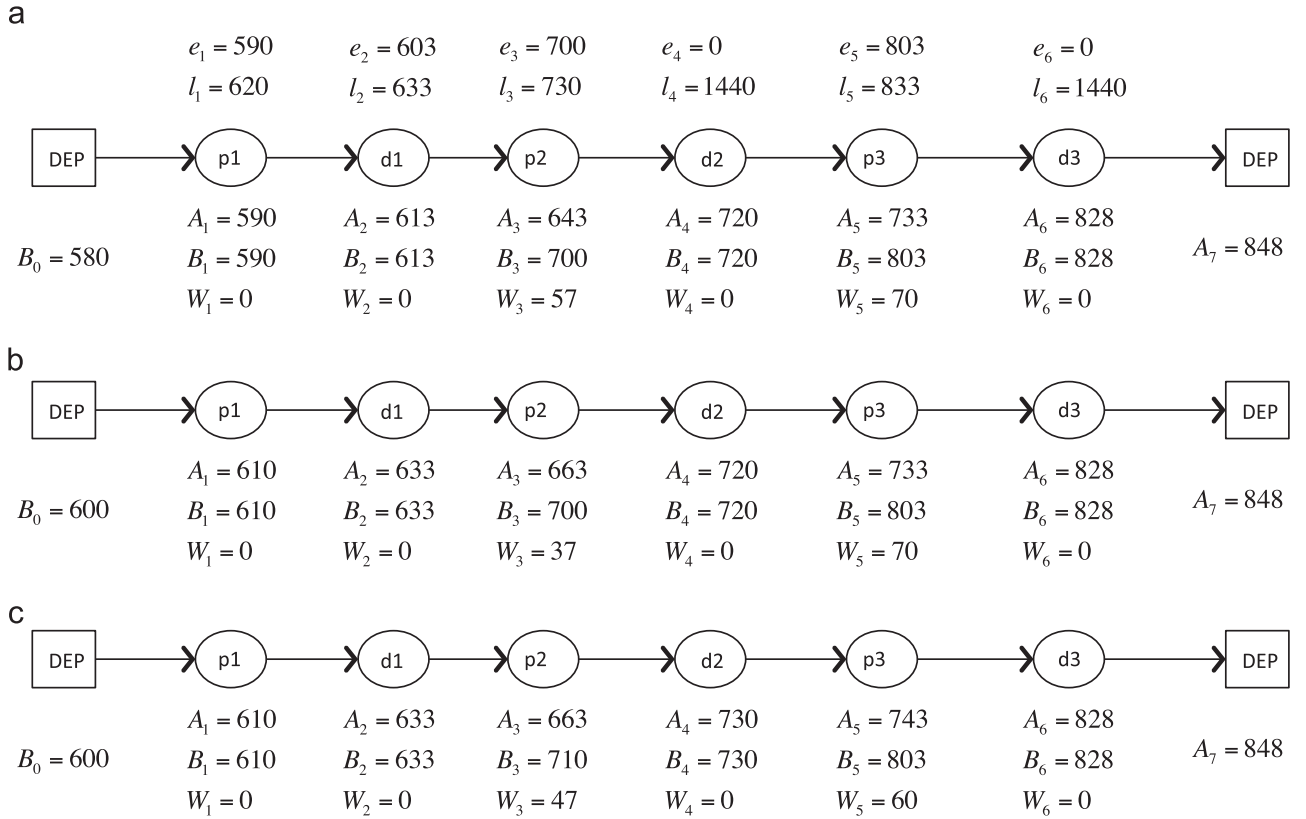 a
e₁ = 590 e₂ = 603 e₃ = 700 e₄ = 0 e₅ = 803 e₆ = 0
l₁ = 620 l₂ = 633 l₃ = 730 l₄ = 1440 l₅ = 833 l₆ = 1440
DEP p1 d1 p2 d2 p3 d3 DEP
A₁ = 590 A₂ = 613 A₃ = 643 A₄ = 720 A₅ = 733 A₆ = 828
B₀ = 580 B₁ = 590 B₂ = 613 B₃ = 700 B₄ = 720 B₅ = 803 B₆ = 828 A₇ = 848
W₁ = 0 W₂ = 0 W₃ = 57 W₄ = 0 W₅ = 70 W₆ = 0
b
DEP p1 d1 p2 d2 p3 d3 DEP
A₁ = 610 A₂ = 633 A₃ = 663 A₄ = 720 A₅ = 733 A₆ = 828
B₀ = 600 B₁ = 610 B₂ = 633 B₃ = 700 B₄ = 720 B₅ = 803 B₆ = 828 A₇ = 848
W₁ = 0 W₂ = 0 W₃ = 37 W₄ = 0 W₅ = 70 W₆ = 0
c
DEP p1 d1 p2 d2 p3 d3 DEP
A₁ = 610 A₂ = 633 A₃ = 663 A₄ = 730 A₅ = 743 A₆ = 828
B₀ = 600 B₁ = 610 B₂ = 633 B₃ = 710 B₄ = 730 B₅ = 803 B₆ = 828 A₇ = 848
W₁ = 0 W₂ = 0 W₃ = 47 W₄ = 0 W₅ = 60 W₆ = 0